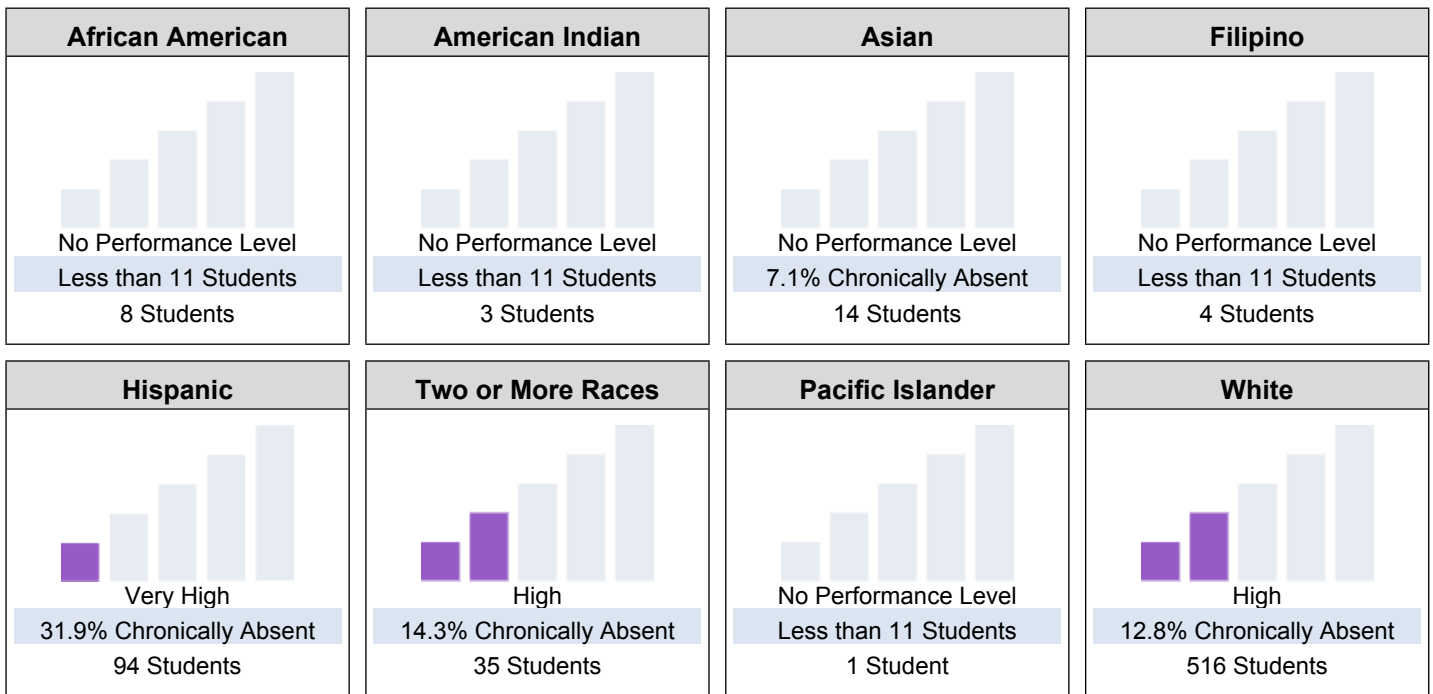 African American
No Performance Level
Less than 11 Students
8 Students
American Indian
No Performance Level
Less than 11 Students
3 Students
Asian
No Performance Level
7.1% Chronically Absent
14 Students
Filipino
No Performance Level
Less than 11 Students
4 Students
Hispanic
Very High
31.9% Chronically Absent
94 Students
Two or More Races
High
14.3% Chronically Absent
35 Students
Pacific Islander
No Performance Level
Less than 11 Students
1 Student
White
High
12.8% Chronically Absent
516 Students